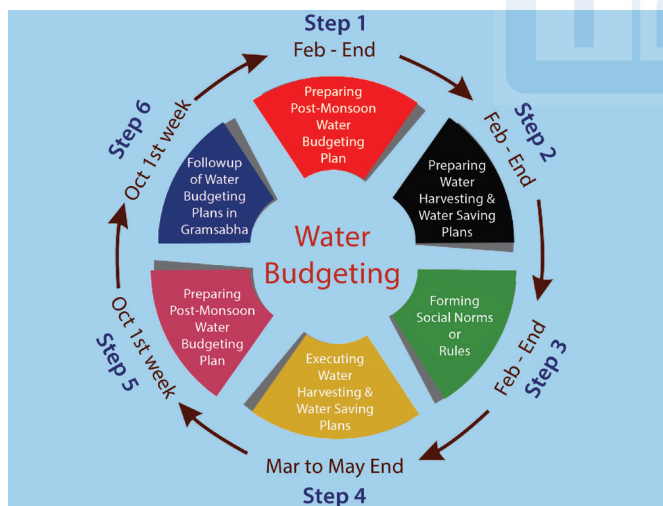 Step 1
Feb - End
Preparing
Post-Monsoon
Water
Budgeting
Plan
Step 2
Feb - End
Preparing
Water
Harvesting &
Water Saving
Plans
Step 3
Feb - End
Forming
Social Norms
or
Rules
Executing
Water
Harvesting &
Water Saving
Plans
Mar to May End
Step 4
Step 5
Oct 1st week
Preparing
Post-Monsoon
Water
Budgeting
Plan
Step 6
Oct 1st week
Followup
of Water
Budgeting
Plans in
Gramsabha
Water
Budgeting